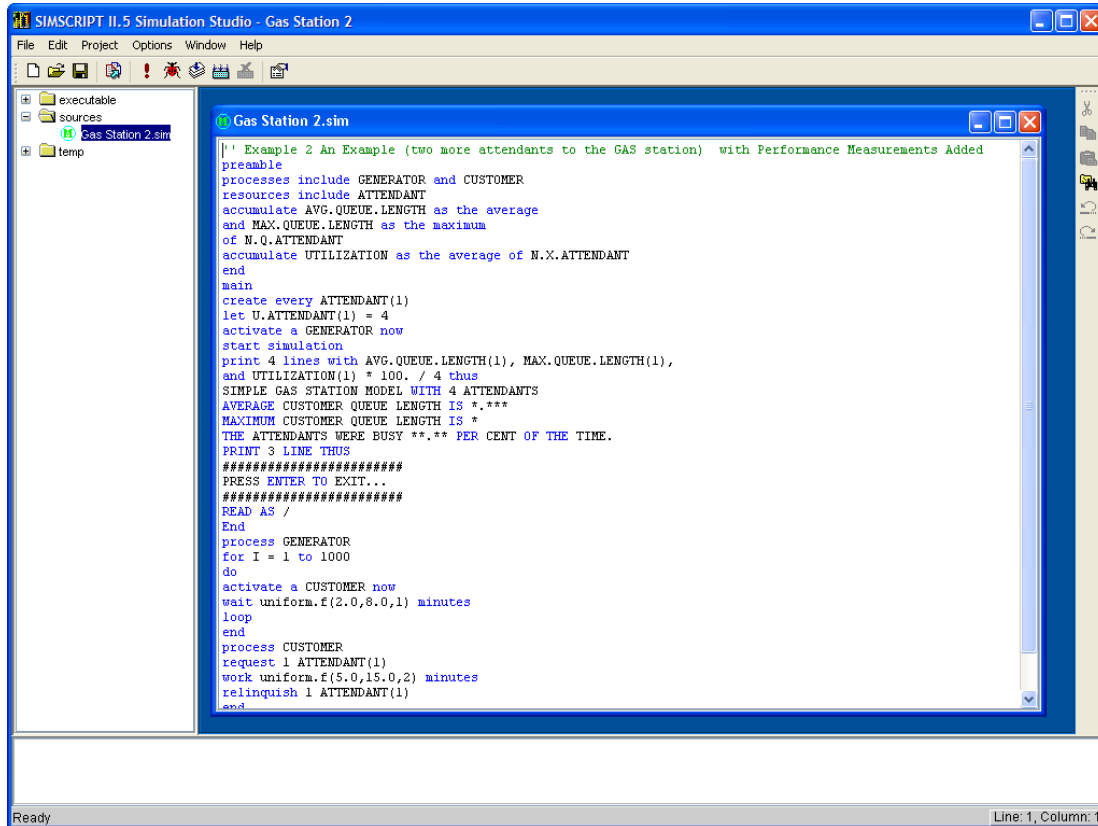 SIMSCRIPT II.5 Simulation Studio - Gas Station 2
File Edit Project Options Window Help
executable
sources
M Gas Station 2.sim
temp
M Gas Station 2.sim
'' Example 2 An Example (two more attendants to the GAS station)  with Performance Measurements Added
preamble
processes include GENERATOR and CUSTOMER
resources include ATTENDANT
accumulate AVG.QUEUE.LENGTH as the average
and MAX.QUEUE.LENGTH as the maximum
of N.Q.ATTENDANT
accumulate UTILIZATION as the average of N.X.ATTENDANT
end
main
create every ATTENDANT(1)
let U.ATTENDANT(1) = 4
activate a GENERATOR now
start simulation
print 4 lines with AVG.QUEUE.LENGTH(1), MAX.QUEUE.LENGTH(1),
and UTILIZATION(1) * 100. / 4 thus
SIMPLE GAS STATION MODEL WITH 4 ATTENDANTS
AVERAGE CUSTOMER QUEUE LENGTH IS *.***
MAXIMUM CUSTOMER QUEUE LENGTH IS *
THE ATTENDANTS WERE BUSY **.** PER CENT OF THE TIME.
PRINT 3 LINE THUS
########################
PRESS ENTER TO EXIT...
########################
READ AS /
End
process GENERATOR
for I = 1 to 1000
do
activate a CUSTOMER now
wait uniform.f(2.0,8.0,1) minutes
loop
end
process CUSTOMER
request 1 ATTENDANT(1)
work uniform.f(5.0,15.0,2) minutes
relinquish 1 ATTENDANT(1)
end
Ready
Line: 1, Column: 1